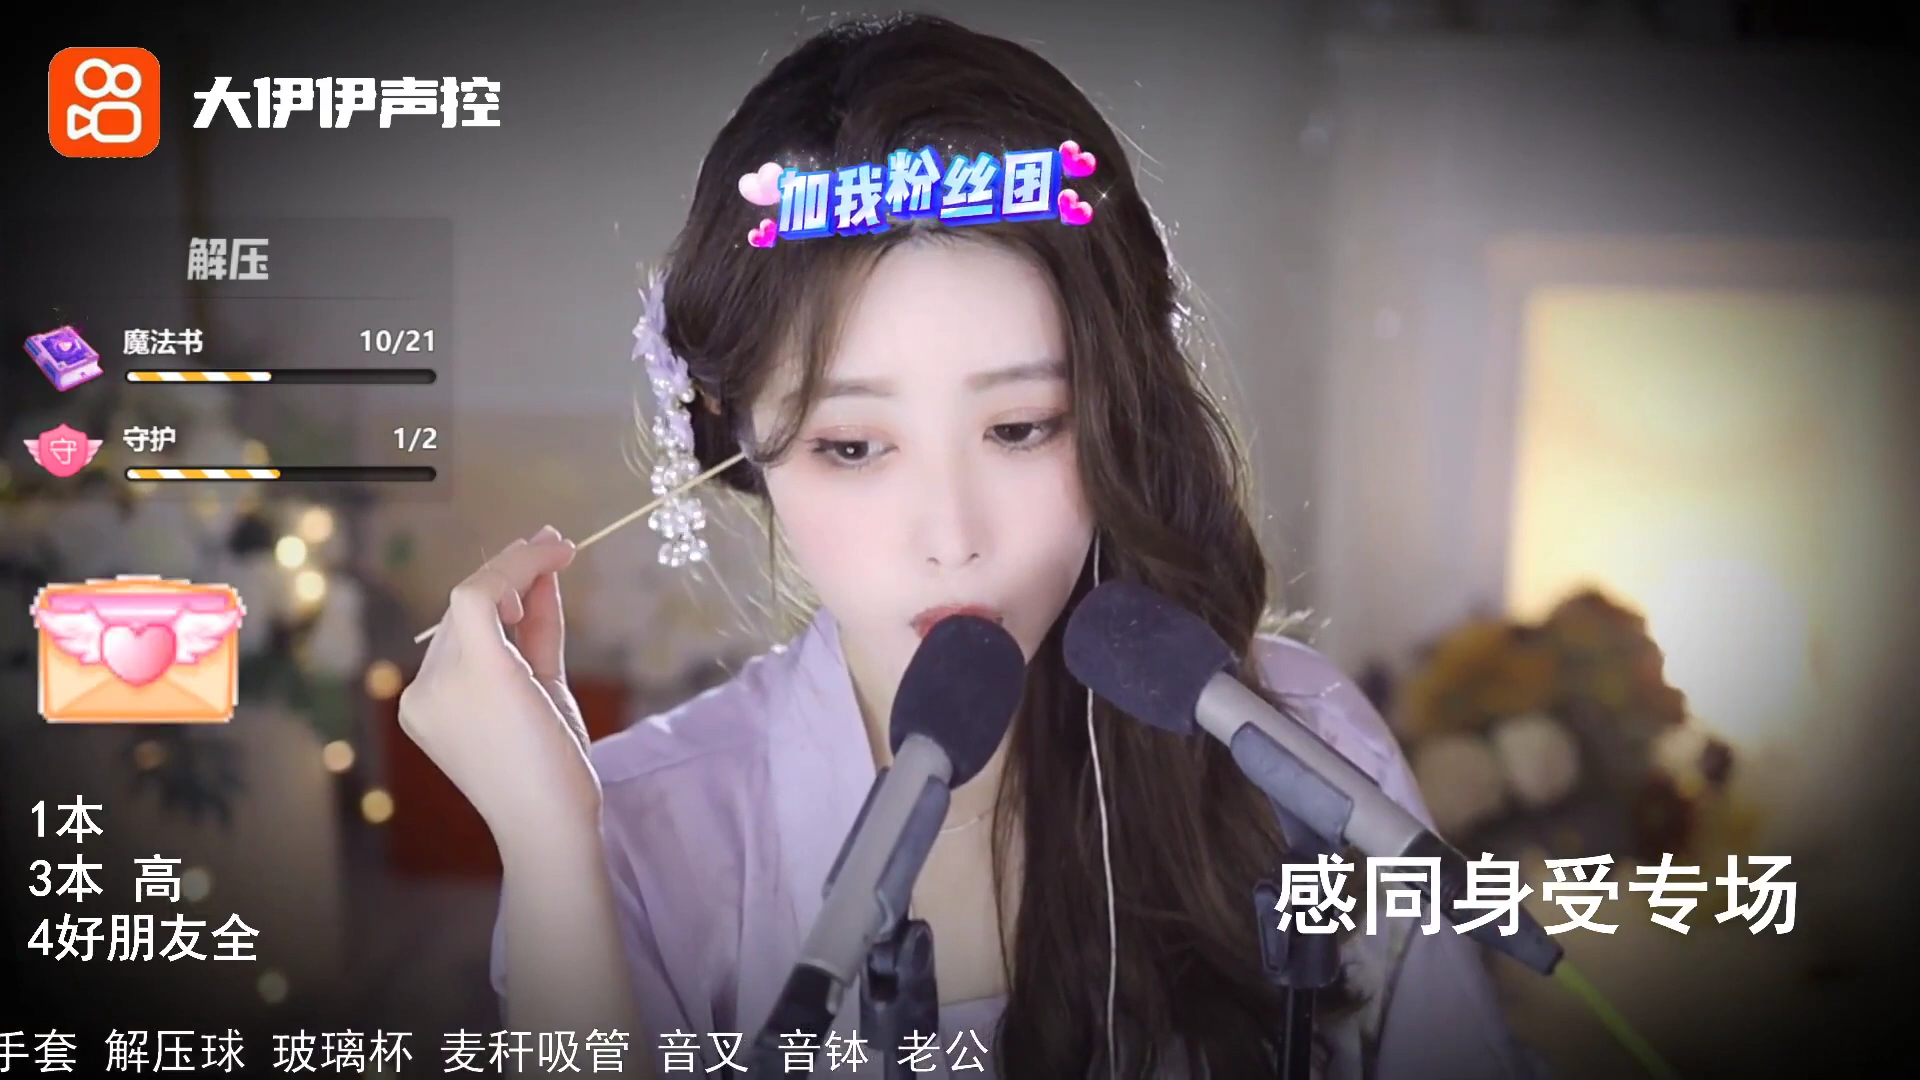 大伊伊声控
加我粉丝团
解压
魔法书 10/21
守
守护 1/2
1本
3本 高
4好朋友全
感同身受专场
手套 解压球 玻璃杯 麦秆吸管 音叉 音钵 老公